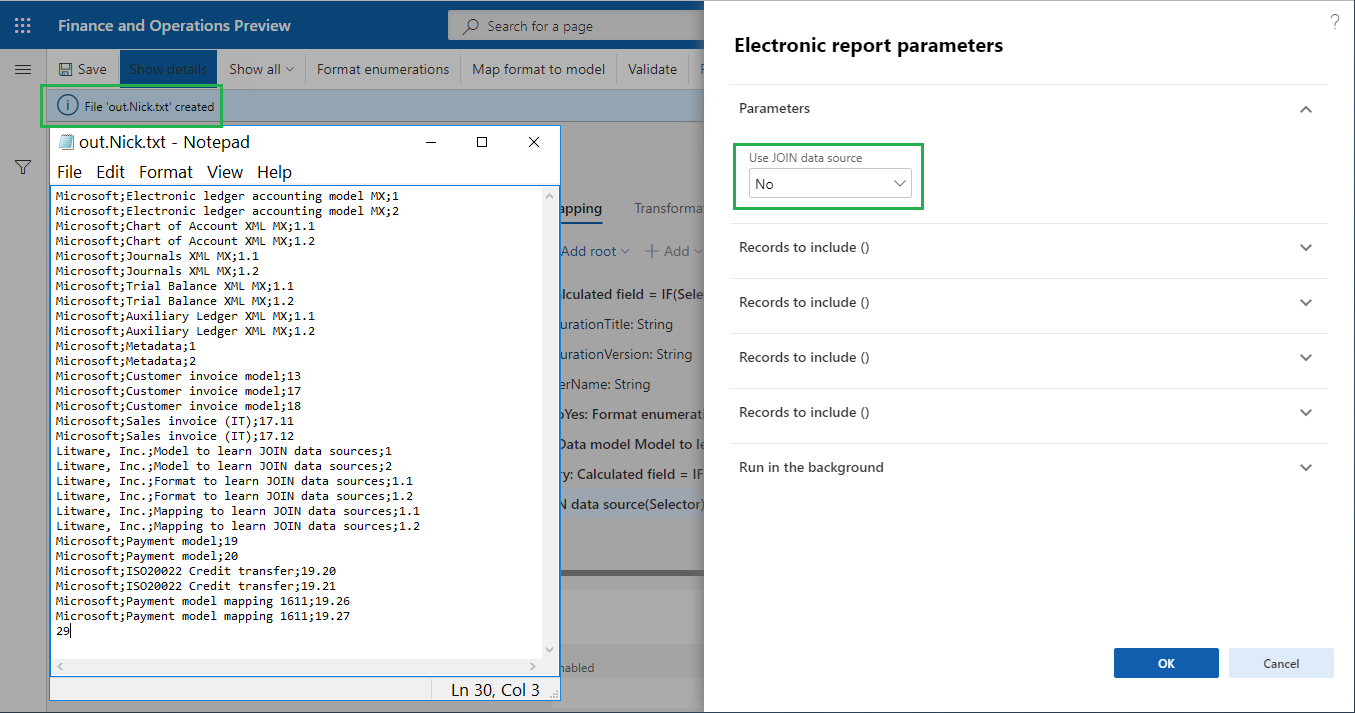 Finance and Operations Preview
Search for a page
Save
Show details
Show all
Format enumerations
Map format to model
Validate
File 'out.Nick.txt' created
out.Nick.txt - Notepad
File Edit Format View Help
Microsoft;Electronic ledger accounting model MX;1
Microsoft;Electronic ledger accounting model MX;2
Microsoft;Chart of Account XML MX;1.1
Microsoft;Chart of Account XML MX;1.2
Microsoft;Journals XML MX;1.1
Microsoft;Journals XML MX;1.2
Microsoft;Trial Balance XML MX;1.1
Microsoft;Trial Balance XML MX;1.2
Microsoft;Auxiliary Ledger XML MX;1.1
Microsoft;Auxiliary Ledger XML MX;1.2
Microsoft;Metadata;1
Microsoft;Metadata;2
Microsoft;Customer invoice model;13
Microsoft;Customer invoice model;17
Microsoft;Customer invoice model;18
Microsoft;Sales invoice (IT);17.11
Microsoft;Sales invoice (IT);17.12
Litware, Inc.;Model to learn JOIN data sources;1
Litware, Inc.;Model to learn JOIN data sources;2
Litware, Inc.;Format to learn JOIN data sources;1.1
Litware, Inc.;Format to learn JOIN data sources;1.2
Litware, Inc.;Mapping to learn JOIN data sources;1.1
Litware, Inc.;Mapping to learn JOIN data sources;1.2
Microsoft;Payment model;19
Microsoft;Payment model;20
Microsoft;ISO20022 Credit transfer;19.20
Microsoft;ISO20022 Credit transfer;19.21
Microsoft;Payment model mapping 1611;19.26
Microsoft;Payment model mapping 1611;19.27
29
Ln 30, Col 3
apping
Transforma
Add root
Add
lculated field = IF(Sele
urationTitle: String
urationVersion: String
erName: String
Yes: Format enumerati
Data model Model to le
ry: Calculated field = IF
N data source(Selector)
nabled
?
Electronic report parameters
Parameters
Use JOIN data source
No
Records to include ()
Records to include ()
Records to include ()
Records to include ()
Run in the background
OK
Cancel